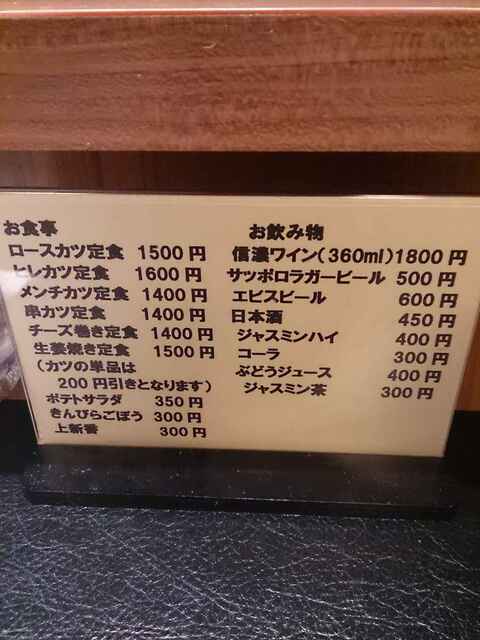 お食事
ロースカツ定食 1500円
ヒレカツ定食 1600円
メンチカツ定食 1400円
串カツ定食 1400円
チーズ巻き定食 1400円
生姜焼き定食 1500円
(カツの単品は
200円引きとなります)
ポテトサラダ 350円
きんぴらごぼう 300円
上新香 300円
お飲み物
信濃ワイン(360ml)1800円
サッポロラガービール 500円
エビスビール 600円
日本酒 450円
ジャスミンハイ 400円
コーラ 300円
ぶどうジュース 400円
ジャスミン茶 300円